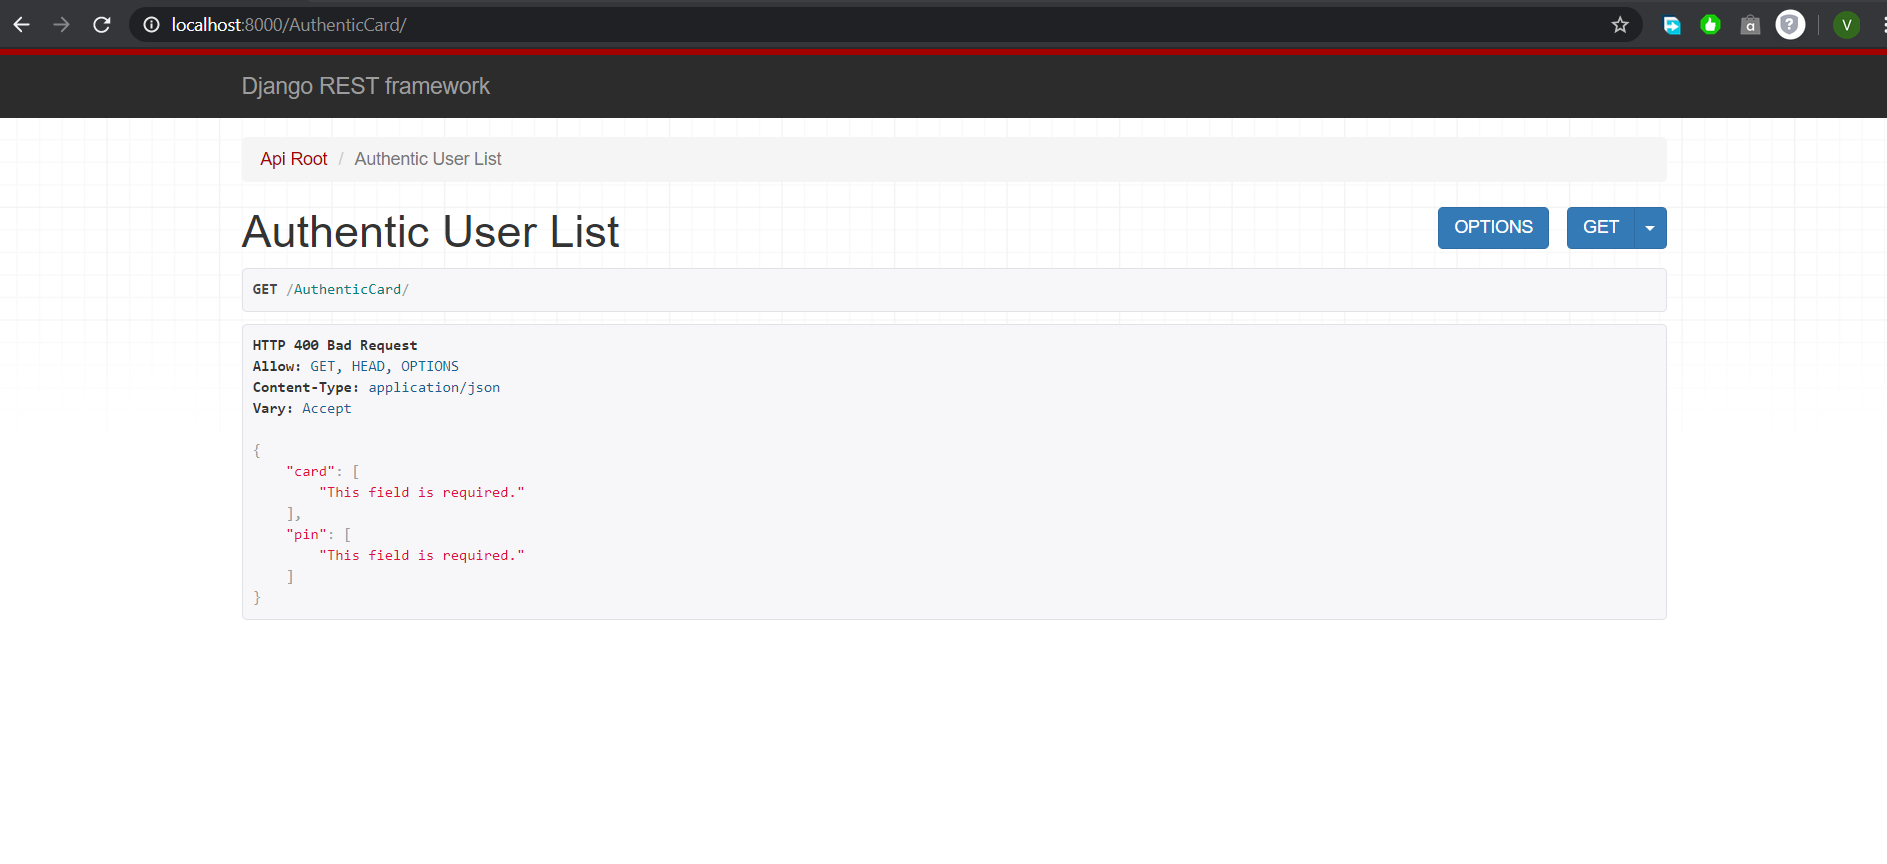 localhost:8000/AuthenticCard/
a
?
V
Django REST framework
Api Root / Authentic User List
Authentic User List
OPTIONS
GET
GET /AuthenticCard/
HTTP 400 Bad Request
Allow: GET, HEAD, OPTIONS
Content-Type: application/json
Vary: Accept
{
    "card": [
        "This field is required."
    ],
    "pin": [
        "This field is required."
    ]
}